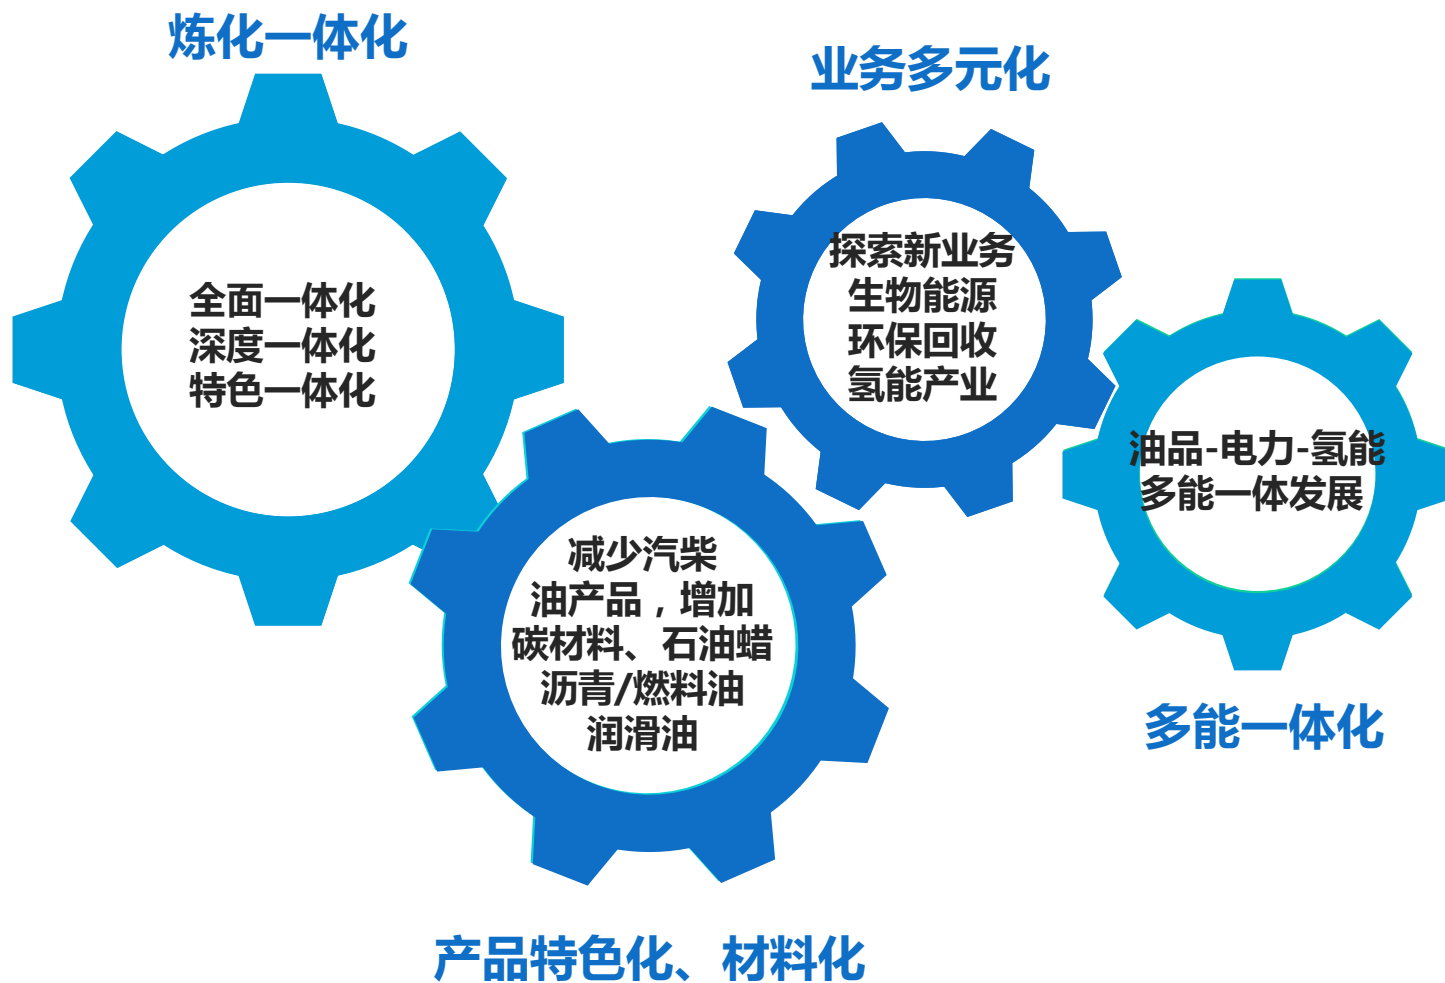 炼化一体化
全面一体化
深度一体化
特色一体化
业务多元化
探索新业务
生物能源
环保回收
氢能产业
减少汽柴
油产品，增加
碳材料、石油蜡
沥青/燃料油
润滑油
产品特色化、材料化
油品-电力-氢能
多能一体发展
多能一体化